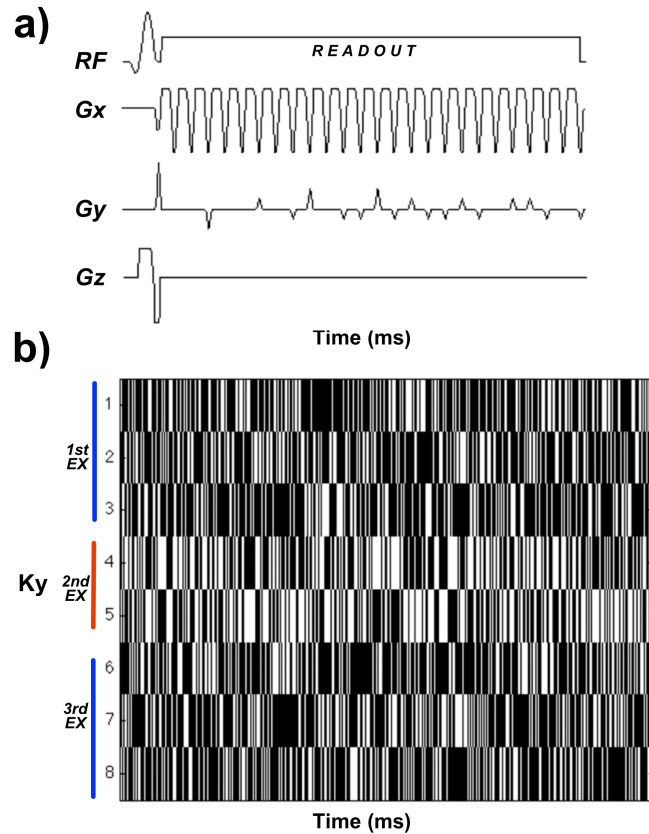 a)
RF
READOUT
Gx
Gy
Gz
Time (ms)
b)
1st
EX
2nd
EX
3rd
EX
Ky
1
2
3
4
5
6
7
8
Time (ms)